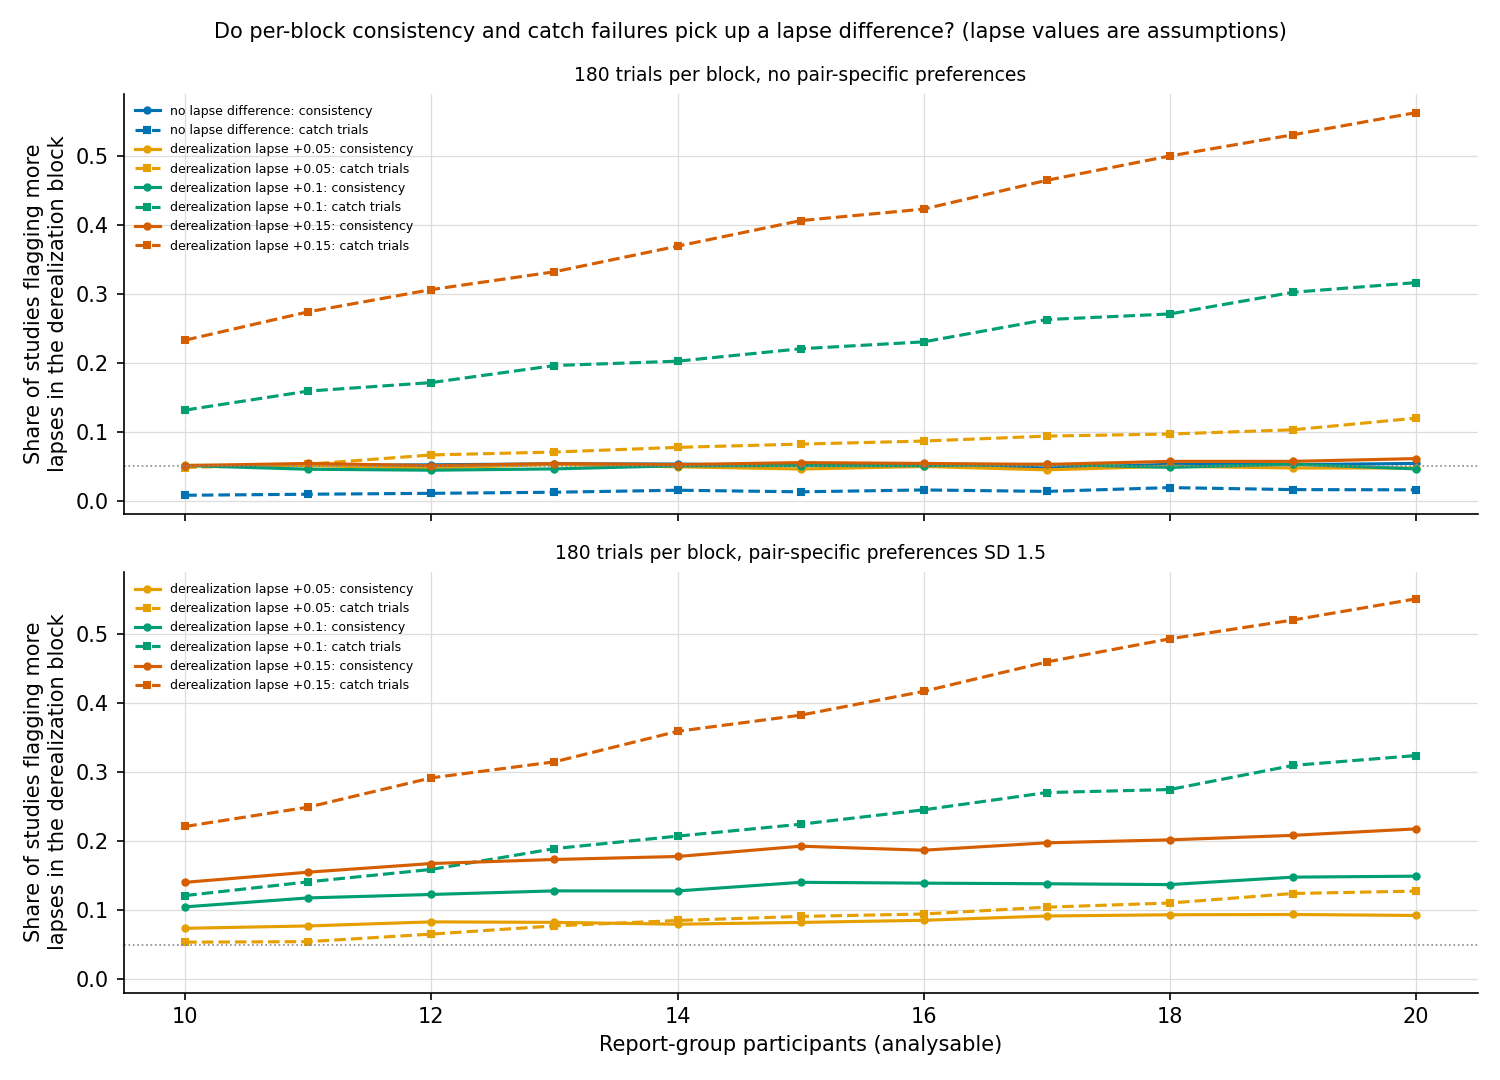 Do per-block consistency and catch failures pick up a lapse difference? (lapse values are assumptions)
180 trials per block, no pair-specific preferences
Share of studies flagging more
lapses in the derealization block
0.5
0.4
0.3
0.2
0.1
0.0
no lapse difference: consistency
no lapse difference: catch trials
derealization lapse +0.05: consistency
derealization lapse +0.05: catch trials
derealization lapse +0.1: consistency
derealization lapse +0.1: catch trials
derealization lapse +0.15: consistency
derealization lapse +0.15: catch trials
180 trials per block, pair-specific preferences SD 1.5
Share of studies flagging more
lapses in the derealization block
0.5
0.4
0.3
0.2
0.1
0.0
derealization lapse +0.05: consistency
derealization lapse +0.05: catch trials
derealization lapse +0.1: consistency
derealization lapse +0.1: catch trials
derealization lapse +0.15: consistency
derealization lapse +0.15: catch trials
10 12 14 16 18 20
Report-group participants (analysable)